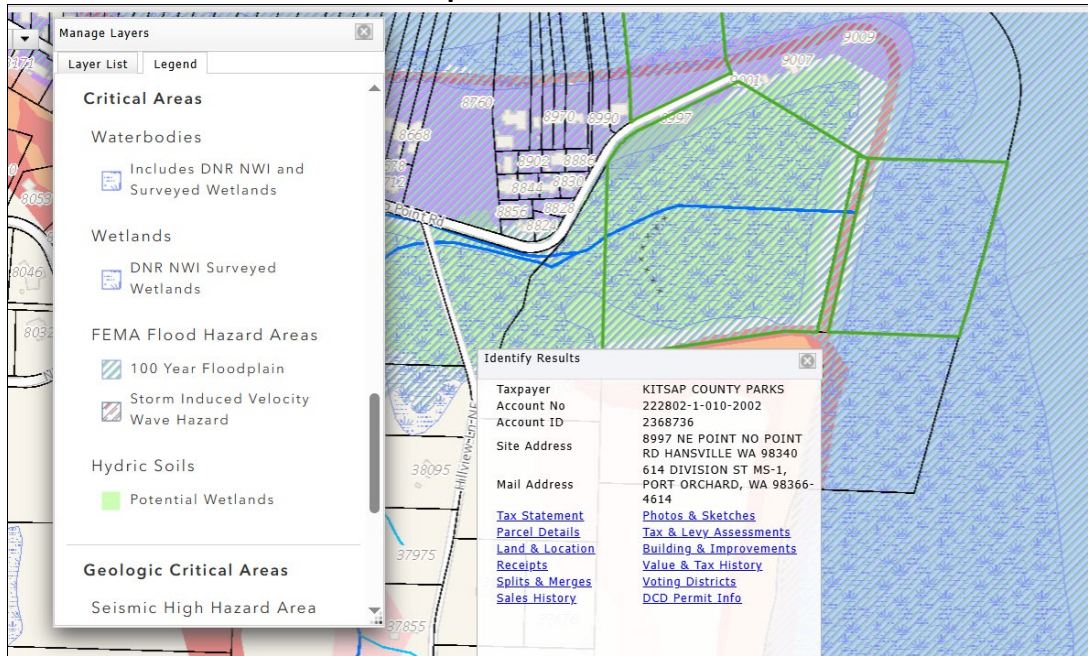 Manage Layers
Layer List
Legend
Critical Areas
Waterbodies
Includes DNR NWI and
Surveyed Wetlands
Wetlands
DNR NWI Surveyed
Wetlands
FEMA Flood Hazard Areas
100 Year Floodplain
Storm Induced Velocity
Wave Hazard
Hydric Soils
Potential Wetlands
Geologic Critical Areas
Seismic High Hazard Area
8171
8053
8046
8032
8760
8668
8970
8990
8997
9007
9009
8902
8886
8844
8830
8856
8828
8824
Point Rd
Hillview-Ln-NE
38095
37975
37855
Identify Results
Taxpayer KITSAP COUNTY PARKS
Account No 222802-1-010-2002
Account ID 2368736
Site Address 8997 NE POINT NO POINT
RD HANSVILLE WA 98340
Mail Address 614 DIVISION ST MS-1,
PORT ORCHARD, WA 98366-
4614
Tax Statement Photos & Sketches
Parcel Details Tax & Levy Assessments
Land & Location Building & Improvements
Receipts Value & Tax History
Splits & Merges Voting Districts
Sales History DCD Permit Info